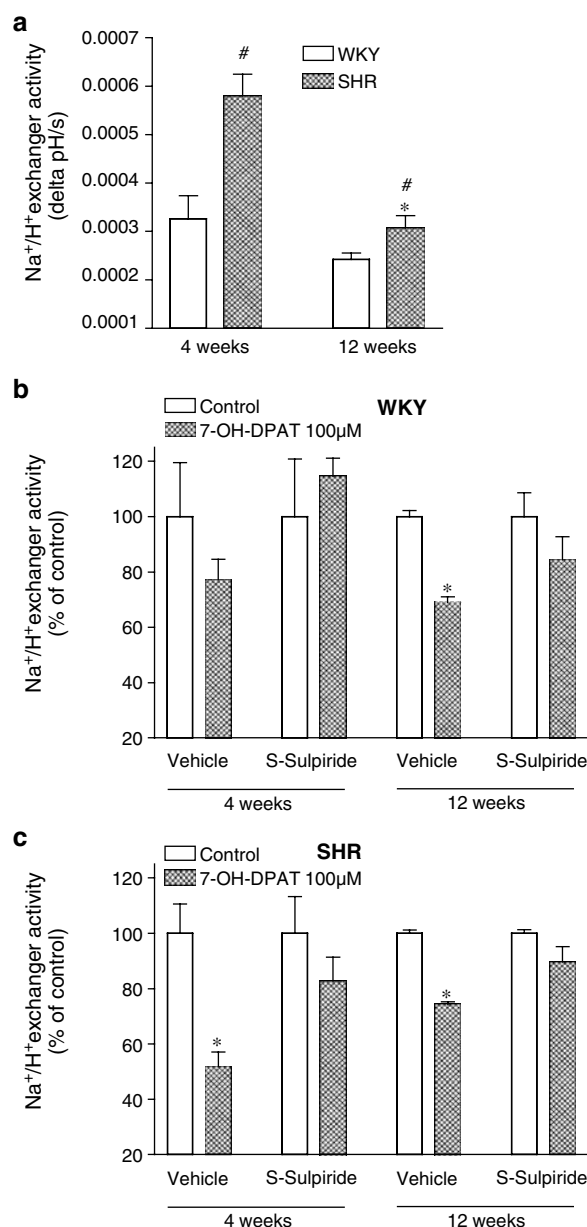 a
Na⁺/H⁺exchanger activity
(delta pH/s)
0.0007
0.0006
0.0005
0.0004
0.0003
0.0002
0.0001
#
#
*
WKY
SHR
4 weeks
12 weeks
b
Control
7-OH-DPAT 100µM
WKY
Na⁺/H⁺exchanger activity
(% of control)
120
100
80
60
40
20
*
Vehicle
S-Sulpiride
Vehicle
S-Sulpiride
4 weeks
12 weeks
c
Control
7-OH-DPAT 100µM
SHR
Na⁺/H⁺exchanger activity
(% of control)
120
100
80
60
40
20
*
*
Vehicle
S-Sulpiride
Vehicle
S-Sulpiride
4 weeks
12 weeks